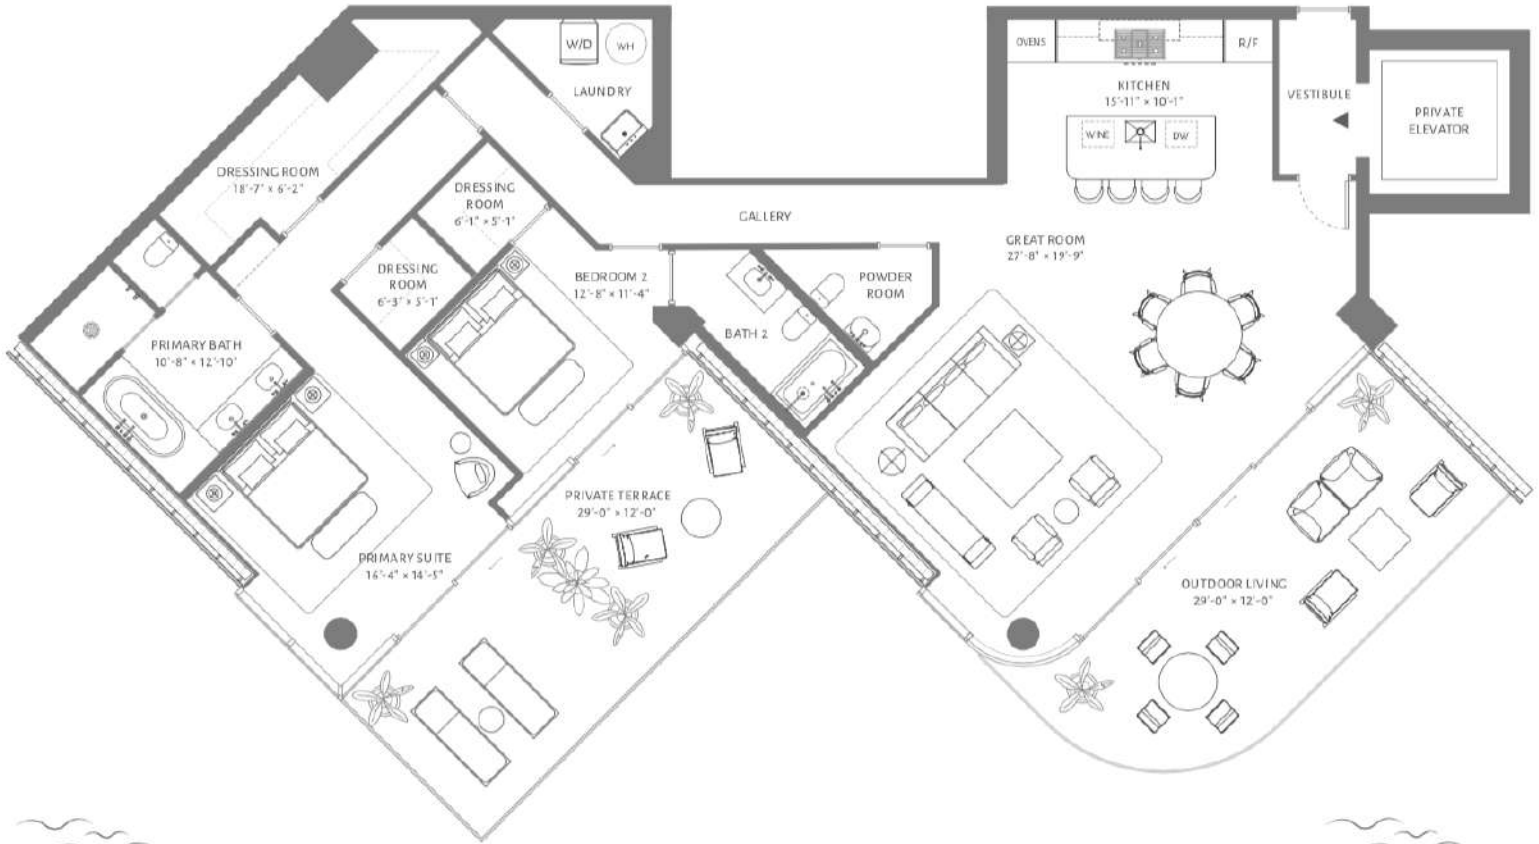 W/D
WH
LAUNDRY
OVENS
R/F
KITCHEN
15'-11" × 10'-1"
WINE
DW
VESTIBULE
PRIVATE
ELEVATOR
DRESSING ROOM
18'-7" × 6'-2"
DRESSING
ROOM
6'-1" × 5'-1"
GALLERY
GREAT ROOM
27'-8" × 19'-9"
DRESSING
ROOM
6'-3" × 5'-1"
BEDROOM 2
12'-8" × 11'-4"
POWDER
ROOM
BATH 2
PRIMARY BATH
10'-8" × 12'-10"
PRIVATE TERRACE
29'-0" × 12'-0"
PRIMARY SUITE
16'-4" × 14'-5"
OUTDOOR LIVING
29'-0" × 12'-0"